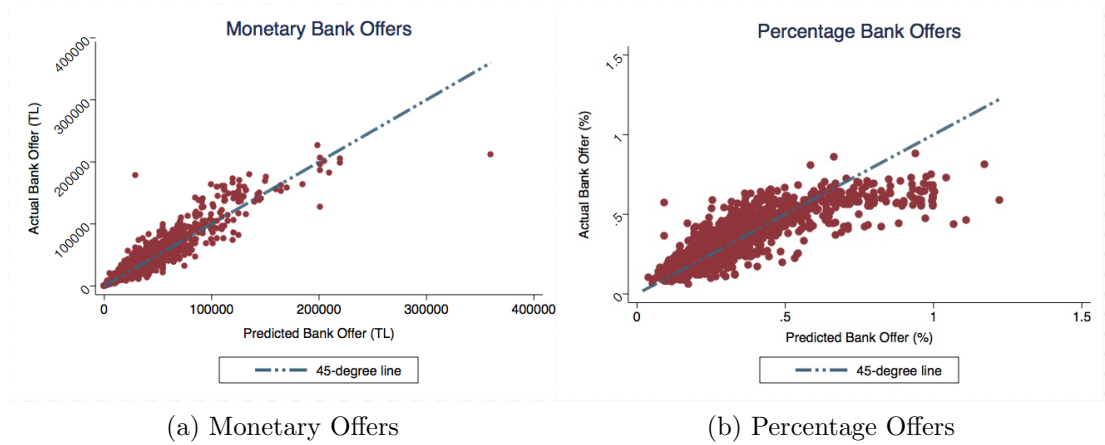 Monetary Bank Offers
Actual Bank Offer (TL)
400000
300000
200000
100000
0
0 100000 200000 300000 400000
Predicted Bank Offer (TL)
45-degree line
(a) Monetary Offers
Percentage Bank Offers
Actual Bank Offer (%)
1.5
1
.5
0
0 .5 1 1.5
Predicted Bank Offer (%)
45-degree line
(b) Percentage Offers